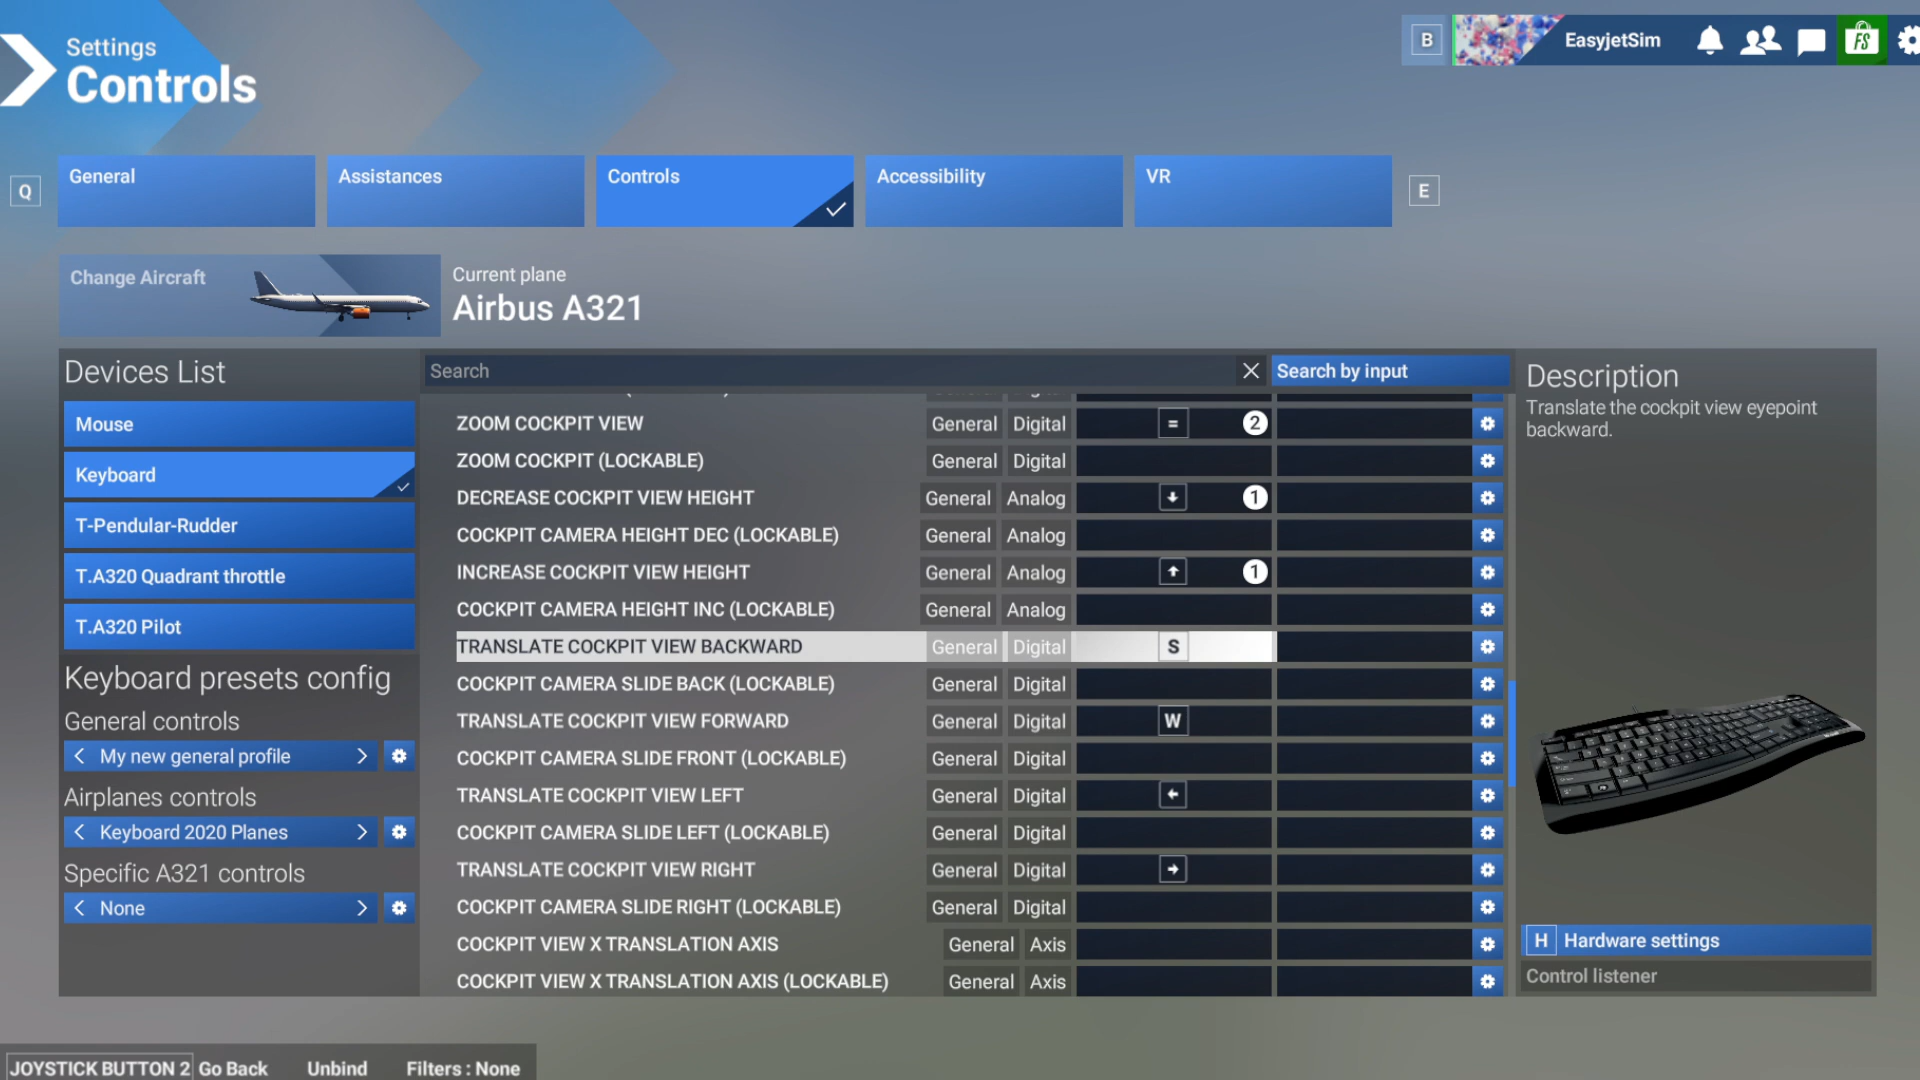 Settings
Controls
B
EasyjetSim
FS
Q
General
Assistances
Controls
Accessibility
VR
E
Change Aircraft
Current plane
Airbus A321
Devices List
Mouse
Keyboard
T-Pendular-Rudder
T.A320 Quadrant throttle
T.A320 Pilot
Keyboard presets config
General controls
My new general profile
Airplanes controls
Keyboard 2020 Planes
Specific A321 controls
None
Search
Search by input
ZOOM COCKPIT VIEW General Digital = 2
ZOOM COCKPIT (LOCKABLE) General Digital
DECREASE COCKPIT VIEW HEIGHT General Analog 1
COCKPIT CAMERA HEIGHT DEC (LOCKABLE) General Analog
INCREASE COCKPIT VIEW HEIGHT General Analog 1
COCKPIT CAMERA HEIGHT INC (LOCKABLE) General Analog
TRANSLATE COCKPIT VIEW BACKWARD General Digital S
COCKPIT CAMERA SLIDE BACK (LOCKABLE) General Digital
TRANSLATE COCKPIT VIEW FORWARD General Digital W
COCKPIT CAMERA SLIDE FRONT (LOCKABLE) General Digital
TRANSLATE COCKPIT VIEW LEFT General Digital
COCKPIT CAMERA SLIDE LEFT (LOCKABLE) General Digital
TRANSLATE COCKPIT VIEW RIGHT General Digital
COCKPIT CAMERA SLIDE RIGHT (LOCKABLE) General Digital
COCKPIT VIEW X TRANSLATION AXIS General Axis
COCKPIT VIEW X TRANSLATION AXIS (LOCKABLE) General Axis
Description
Translate the cockpit view eyepoint
backward.
H Hardware settings
Control listener
JOYSTICK BUTTON 2 Go Back Unbind Filters : None